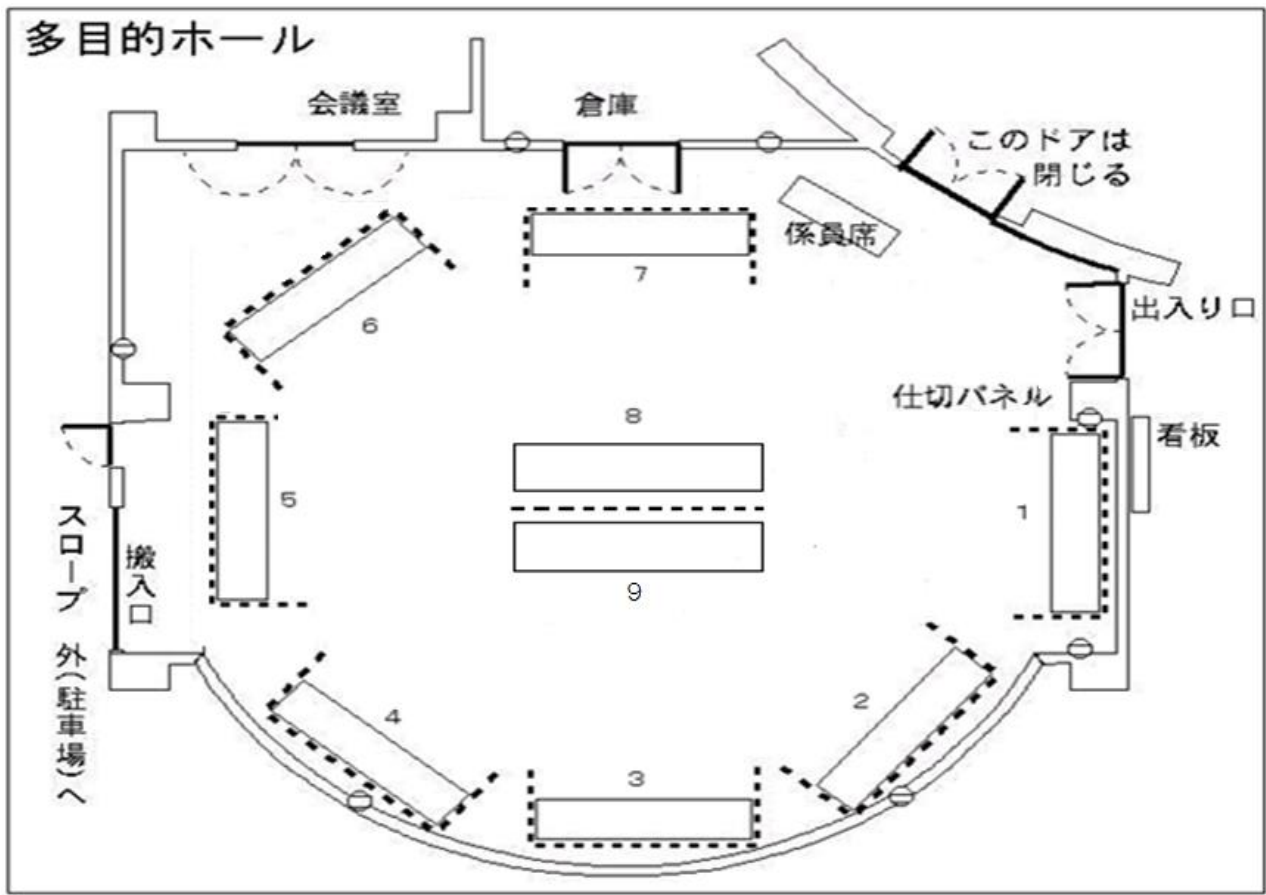 多目的ホール
会議室
倉庫
このドアは
閉じる
係員席
7
6
出入り口
仕切パネル
看板
8
5
1
スロープ 外(駐車場)へ
搬入口
9
2
4
3